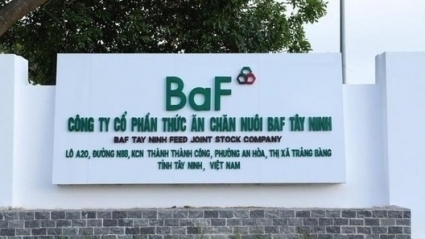 BaF
CÔNG TY CỔ PHẦN THỨC ĂN CHĂN NUÔI BAF TÂY NINH
BAF TAY NINH FEED JOINT STOCK COMPANY
LÔ A20, ĐƯỜNG N8B, KCN THÀNH THÀNH CÔNG, PHƯỜNG AN HÒA, THỊ XÃ TRẢNG BÀNG
TỈNH TÂY NINH, VIỆT NAM